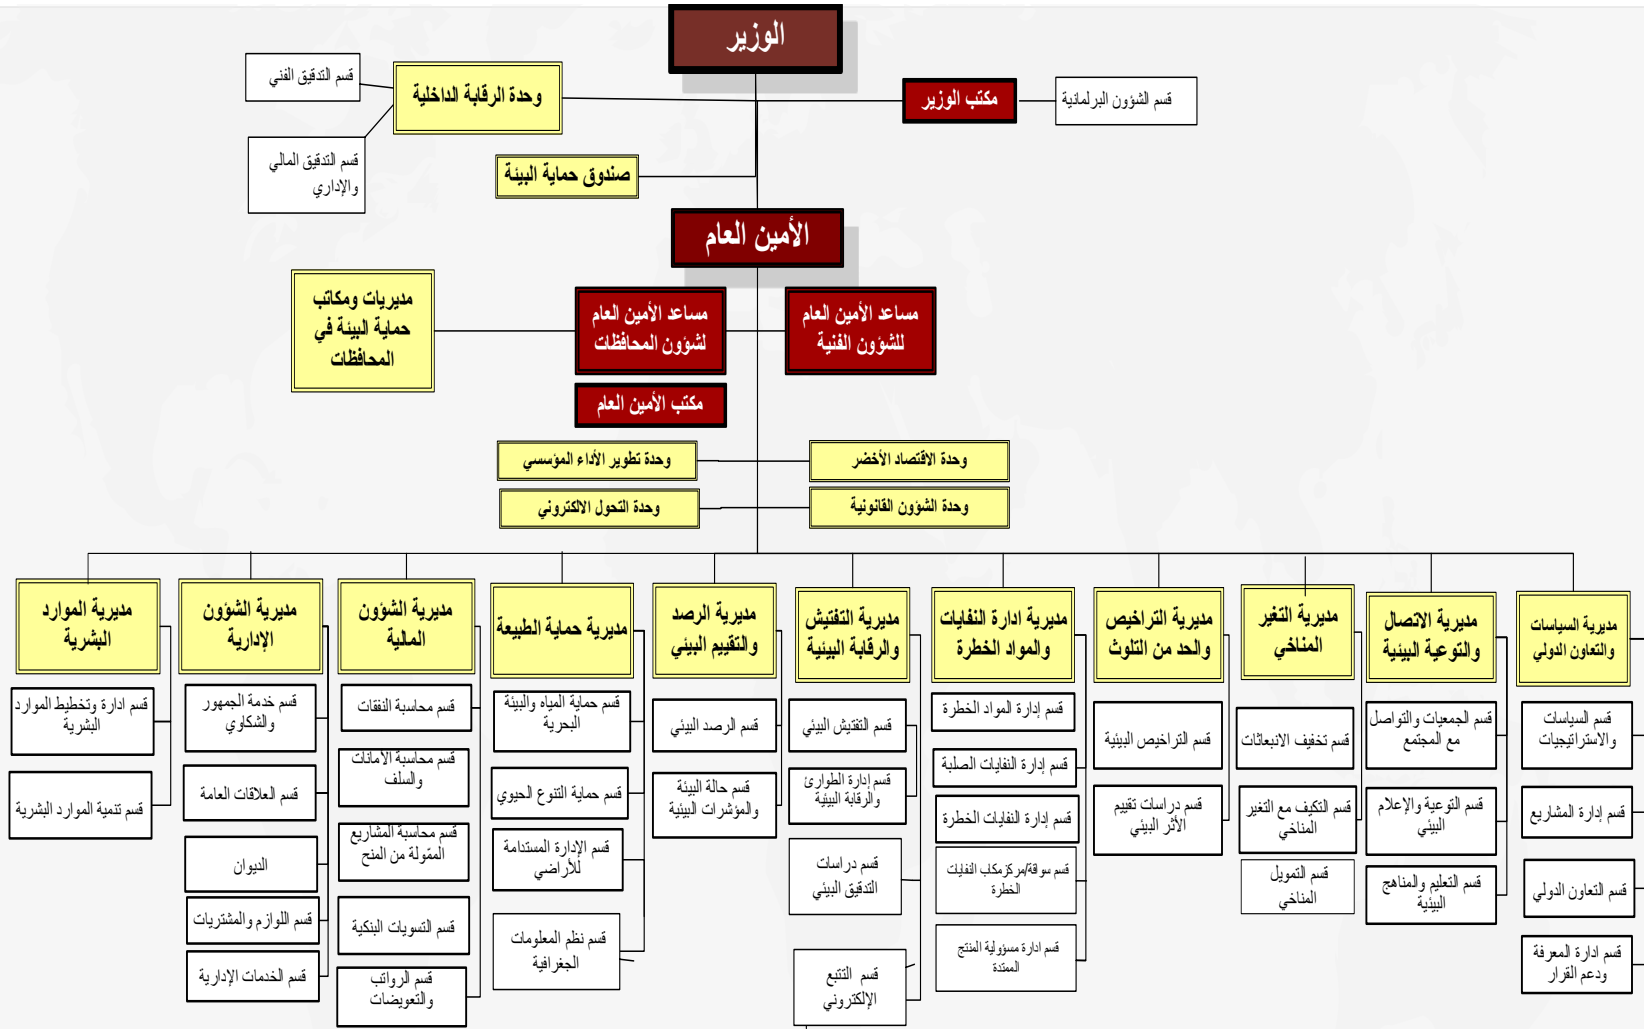 الوزير
مكتب الوزير
قسم الشؤون البرلمانية
وحدة الرقابة الداخلية
قسم التدقيق الفني
قسم التدقيق المالي
والإداري
صندوق حماية البيئة
الأمين العام
مساعد الأمين العام
للشؤون الفنية
مساعد الأمين العام
لشؤون المحافظات
مديريات ومكاتب
حماية البيئة في
المحافظات
مكتب الأمين العام
وحدة الاقتصاد الأخضر
وحدة تطوير الأداء المؤسسي
وحدة الشؤون القانونية
وحدة التحول الالكتروني
مديرية السياسات
والتعاون الدولي
قسم السياسات
والاستراتيجيات
قسم إدارة المشاريع
قسم التعاون الدولي
قسم ادارة المعرفة
ودعم القرار
مديرية الاتصال
والتوعية البيئية
قسم الجمعيات والتواصل
مع المجتمع
قسم التوعية والإعلام
البيئي
قسم التعليم والمناهج
البيئية
مديرية التغير
المناخي
قسم تخفيف الانبعاثات
قسم التكيف مع التغير
المناخي
قسم التمويل
المناخي
مديرية التراخيص
والحد من التلوث
قسم التراخيص البيئية
قسم دراسات تقييم
الأثر البيئي
مديرية ادارة النفايات
والمواد الخطرة
قسم إدارة المواد الخطرة
قسم إدارة النفايات الصلبة
قسم إدارة النفايات الخطرة
قسم سواقة/مركزمكاب النفايات
الخطرة
قسم ادارة مسؤولية المنتج
الممتدة
مديرية التفتيش
والرقابة البيئية
قسم التفتيش البيئي
قسم إدارة الطوارئ
والرقابة البيئية
قسم دراسات
التدقيق البيئي
قسم التتبع
الإلكتروني
مديرية الرصد
والتقييم البيئي
قسم الرصد البيئي
قسم حالة البيئة
والمؤشرات البيئية
مديرية حماية الطبيعة
قسم حماية المياه والبيئة
البحرية
قسم حماية التنوع الحيوي
قسم الإدارة المستدامة
للأراضي
قسم نظم المعلومات
الجغرافية
مديرية الشؤون
المالية
قسم محاسبة النفقات
قسم محاسبة الأمانات
والسلف
قسم محاسبة المشاريع
الممّولة من المنح
قسم التسويات البنكية
قسم الرواتب
والتعويضات
مديرية الشؤون
الإدارية
قسم خدمة الجمهور
والشكاوي
قسم العلاقات العامة
الديوان
قسم اللوازم والمشتريات
قسم الخدمات الإدارية
مديرية الموارد
البشرية
قسم ادارة وتخطيط الموارد
البشرية
قسم تنمية الموارد البشرية